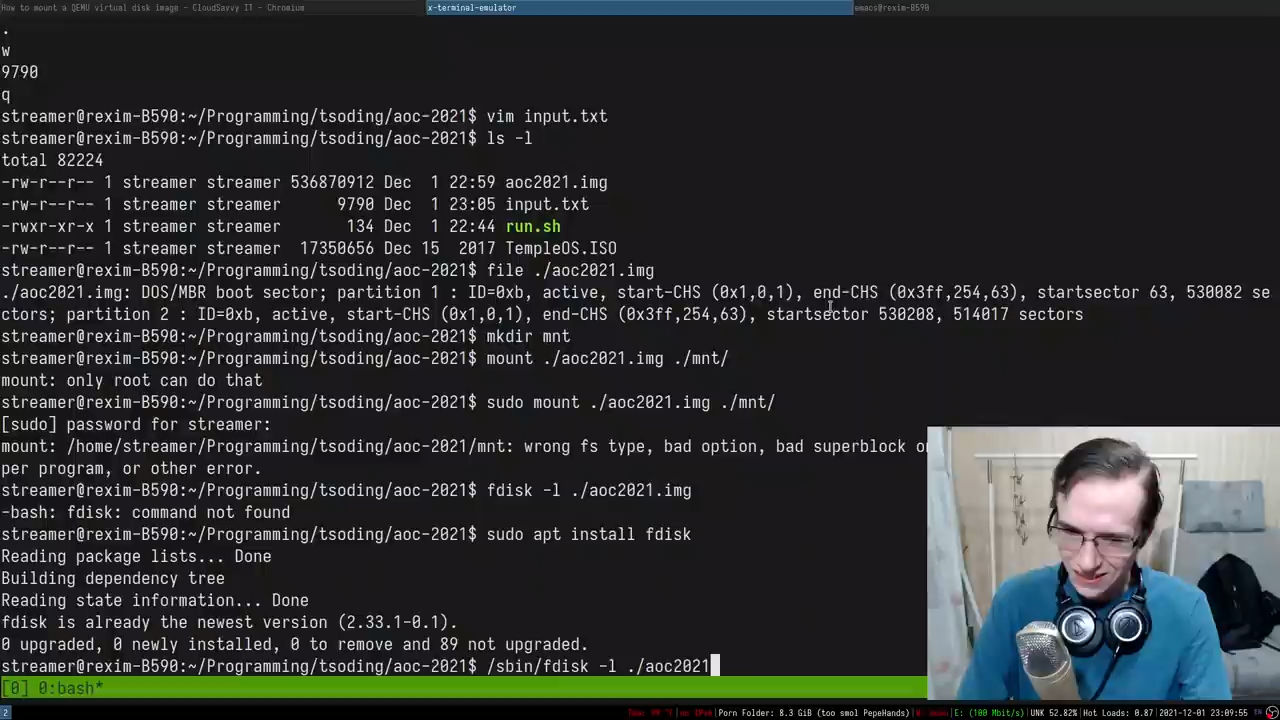 How to mount a QEMU virtual disk image - CloudSavvy IT - Chromium
x-terminal-emulator
emacs@rexim-B590
.
w
9790
q
streamer@rexim-B590:~/Programming/tsoding/aoc-2021$ vim input.txt
streamer@rexim-B590:~/Programming/tsoding/aoc-2021$ ls -l
total 82224
-rw-r--r-- 1 streamer streamer 536870912 Dec  1 22:59 aoc2021.img
-rw-r--r-- 1 streamer streamer      9790 Dec  1 23:05 input.txt
-rwxr-xr-x 1 streamer streamer       134 Dec  1 22:44 run.sh
-rw-r--r-- 1 streamer streamer  17350656 Dec 15  2017 TempleOS.ISO
streamer@rexim-B590:~/Programming/tsoding/aoc-2021$ file ./aoc2021.img
./aoc2021.img: DOS/MBR boot sector; partition 1 : ID=0xb, active, start-CHS (0x1,0,1), end-CHS (0x3ff,254,63), startsector 63, 530082 se
ctors; partition 2 : ID=0xb, active, start-CHS (0x1,0,1), end-CHS (0x3ff,254,63), startsector 530208, 514017 sectors
streamer@rexim-B590:~/Programming/tsoding/aoc-2021$ mkdir mnt
streamer@rexim-B590:~/Programming/tsoding/aoc-2021$ mount ./aoc2021.img ./mnt/
mount: only root can do that
streamer@rexim-B590:~/Programming/tsoding/aoc-2021$ sudo mount ./aoc2021.img ./mnt/
[sudo] password for streamer:
mount: /home/streamer/Programming/tsoding/aoc-2021/mnt: wrong fs type, bad option, bad superblock
per program, or other error.
streamer@rexim-B590:~/Programming/tsoding/aoc-2021$ fdisk -l ./aoc2021.img
-bash: fdisk: command not found
streamer@rexim-B590:~/Programming/tsoding/aoc-2021$ sudo apt install fdisk
Reading package lists... Done
Building dependency tree
Reading state information... Done
fdisk is already the newest version (2.33.1-0.1).
0 upgraded, 0 newly installed, 0 to remove and 89 not upgraded.
streamer@rexim-B590:~/Programming/tsoding/aoc-2021$ /sbin/fdisk -l ./aoc2021
[0] 0:bash*
2
Porn Folder: 8.3 GiB (too smol PepeHands)
E: (100 Mbit/s)
UNK 52.82%
Hot Loads: 0.87
2021-12-01 23:09:55